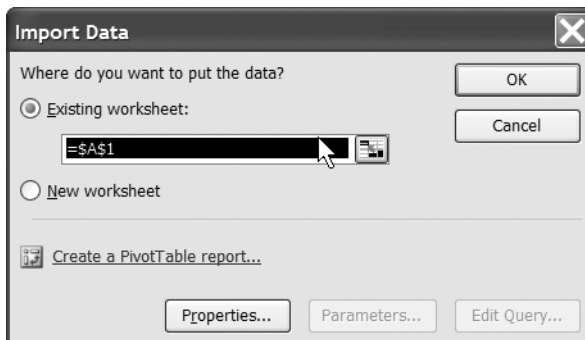 Import Data
Where do you want to put the data?
OK
Existing worksheet:
Cancel
=$A$1
New worksheet
Create a PivotTable report...
Properties... Parameters... Edit Query...